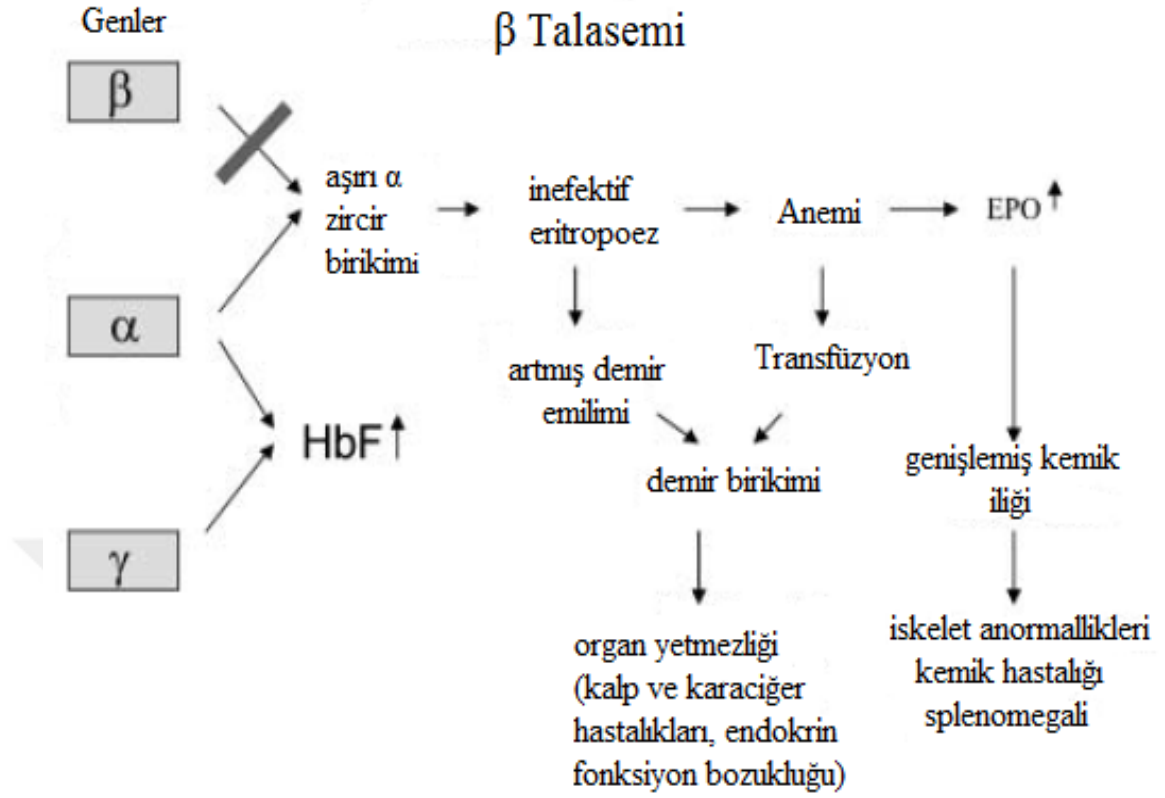 Genler
β Talasemi
β
aşırı α
zircir
birikimi
inefektif
eritropoez
Anemi
EPO↑
α
artmış demir
emilimi
Transfüzyon
HbF↑
demir birikimi
genişlemiş kemik
iliği
γ
organ yetmezliği
(kalp ve karaciğer
hastalıkları, endokrin
fonksiyon bozukluğu)
iskelet anormallikleri
kemik hastalığı
splenomegali